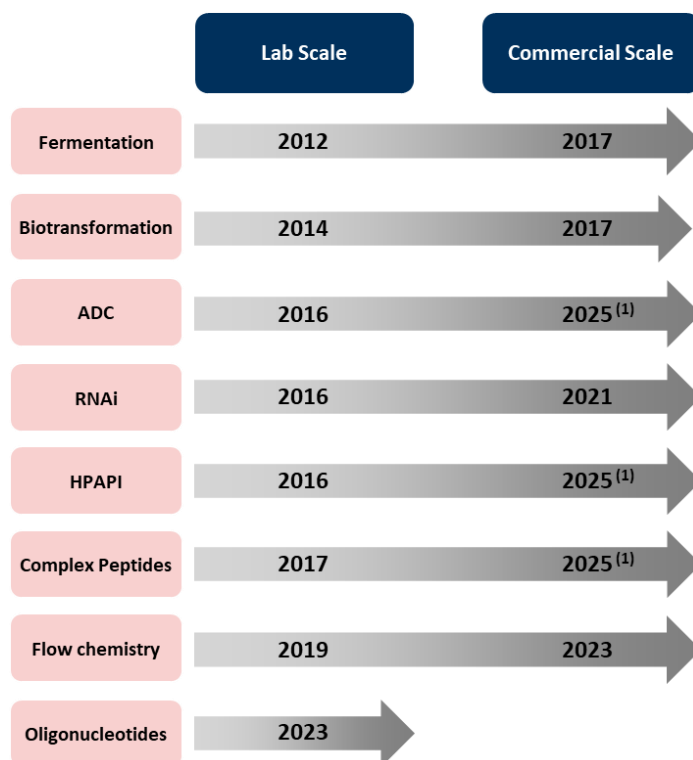 Lab Scale Commercial Scale
Fermentation 2012 2017
Biotransformation 2014 2017
ADC 2016 2025 (1)
RNAi 2016 2021
HPAPI 2016 2025 (1)
Complex Peptides 2017 2025 (1)
Flow chemistry 2019 2023
Oligonucleotides 2023